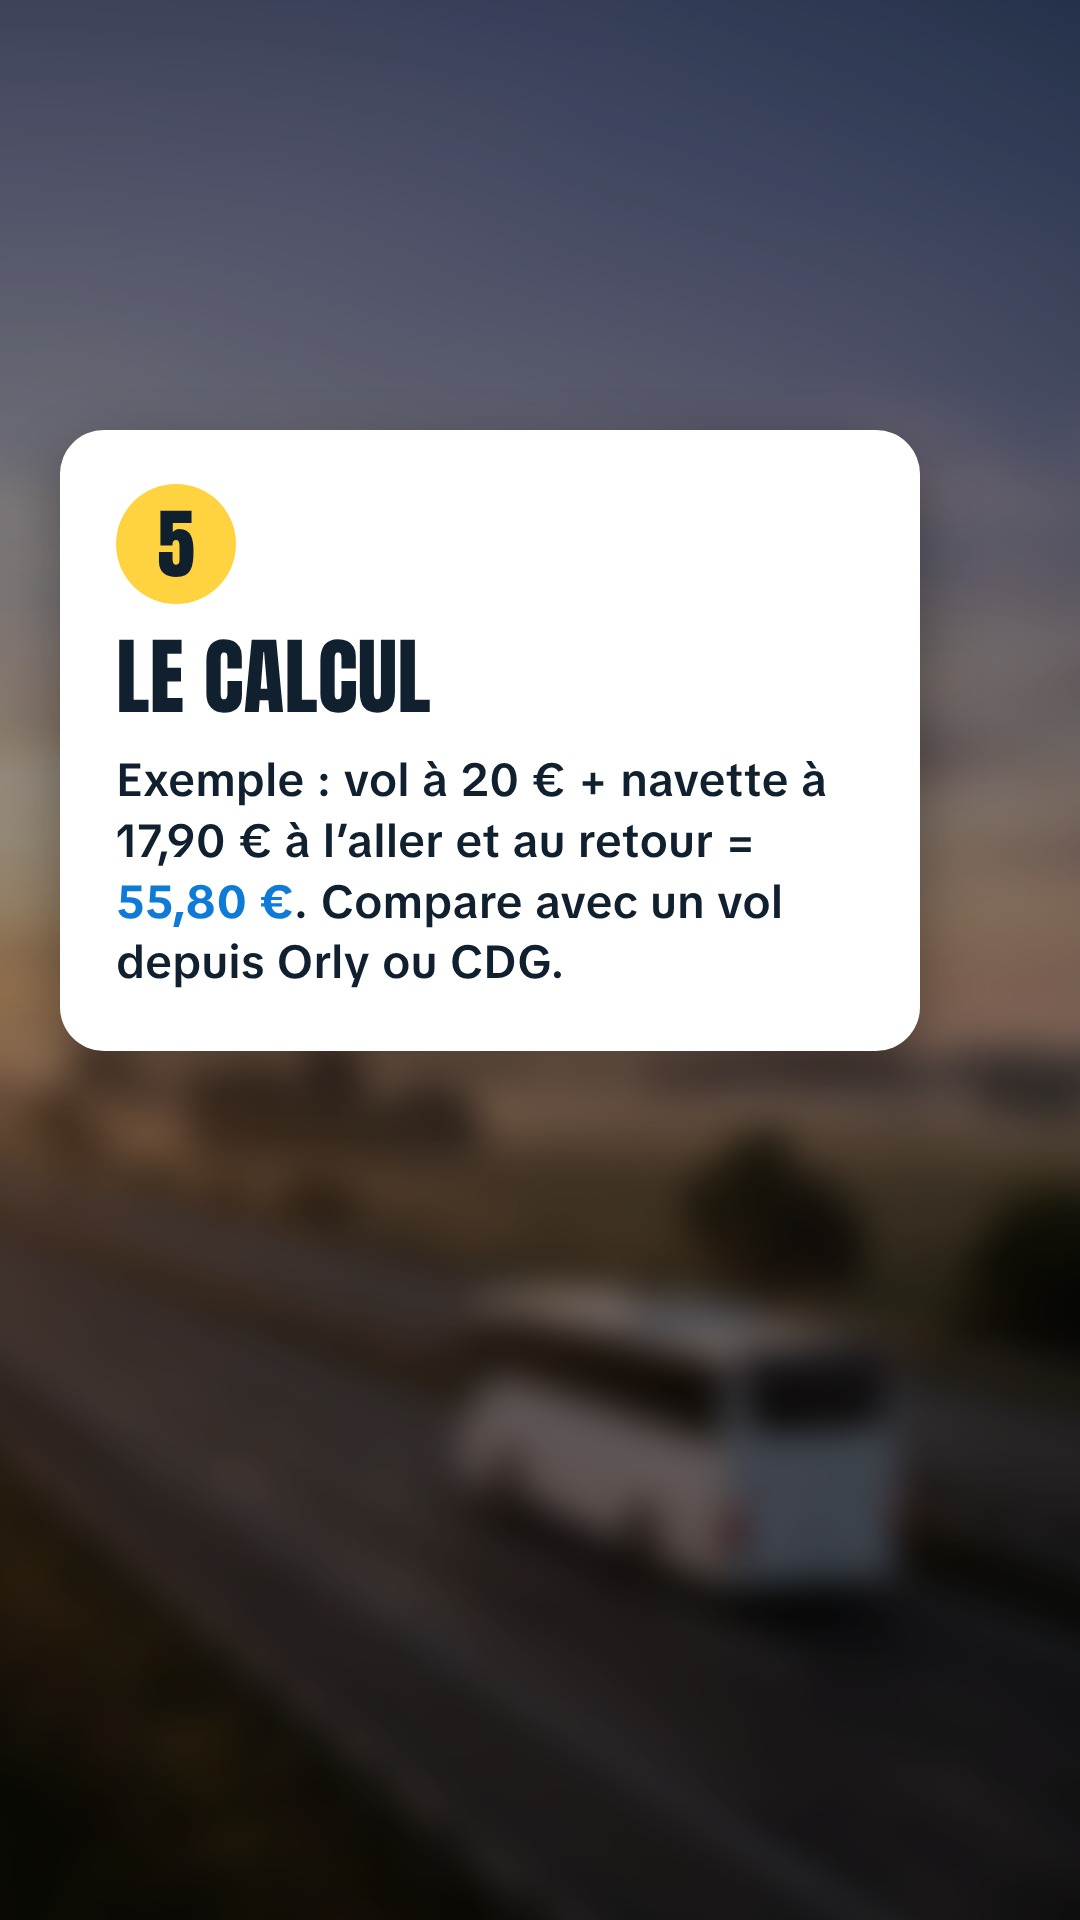 5
LE CALCUL
Exemple : vol à 20 € + navette à
17,90 € à l’aller et au retour =
55,80 €. Compare avec un vol
depuis Orly ou CDG.